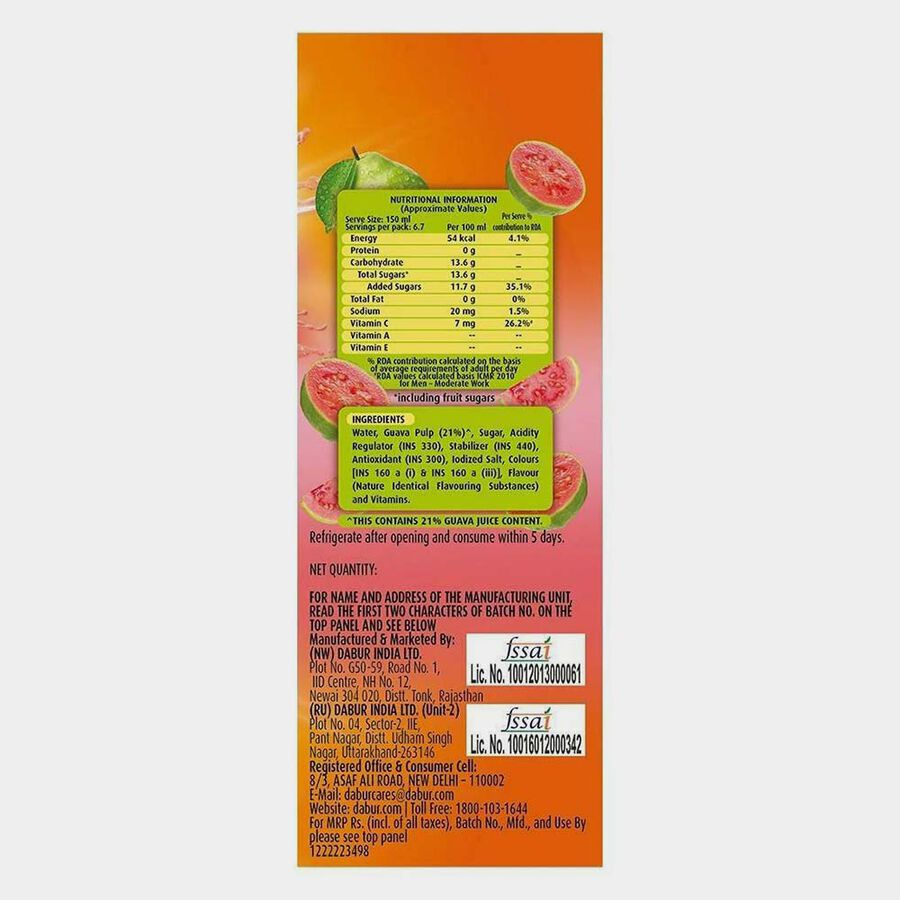 NUTRITIONAL INFORMATION
(Approximate Values)
Serve Size: 150 ml
Servings per pack: 6.7 Per 100 ml Per Serve % contribution to RDA
Energy 54 kcal 4.1%
Protein 0 g _
Carbohydrate 13.6 g _
Total Sugars* 13.6 g _
Added Sugars 11.7 g 35.1%
Total Fat 0 g 0%
Sodium 20 mg 1.5%
Vitamin C 7 mg 26.2%#
Vitamin A -- --
Vitamin E -- --
% RDA contribution calculated on the basis
of average requirements of adult per day
#RDA values calculated basis ICMR 2010
for Men – Moderate Work
*including fruit sugars
INGREDIENTS
Water, Guava Pulp (21%)^, Sugar, Acidity
Regulator (INS 330), Stabilizer (INS 440),
Antioxidant (INS 300), Iodized Salt, Colours
[INS 160 a (i) & INS 160 a (iii)], Flavour
(Nature Identical Flavouring Substances)
and Vitamins.
^THIS CONTAINS 21% GUAVA JUICE CONTENT.
Refrigerate after opening and consume within 5 days.
NET QUANTITY:
FOR NAME AND ADDRESS OF THE MANUFACTURING UNIT,
READ THE FIRST TWO CHARACTERS OF BATCH NO. ON THE
TOP PANEL AND SEE BELOW
Manufactured & Marketed By:
(NW) DABUR INDIA LTD.
Plot No. G50-59, Road No. 1,
IID Centre, NH No. 12,
Newai 304 020, Distt. Tonk, Rajasthan
fssai
Lic. No. 10012013000061
(RU) DABUR INDIA LTD. (Unit-2)
Plot No. 04, Sector-2, IIE,
Pant Nagar, Distt. Udham Singh
Nagar, Uttarakhand-263146
fssai
Lic. No. 10016012000342
Registered Office & Consumer Cell:
8/3, ASAF ALI ROAD, NEW DELHI – 110002
E-Mail: daburcares@dabur.com
Website: dabur.com | Toll Free: 1800-103-1644
For MRP Rs. (incl. of all taxes), Batch No., Mfd., and Use By
please see top panel
1222223498